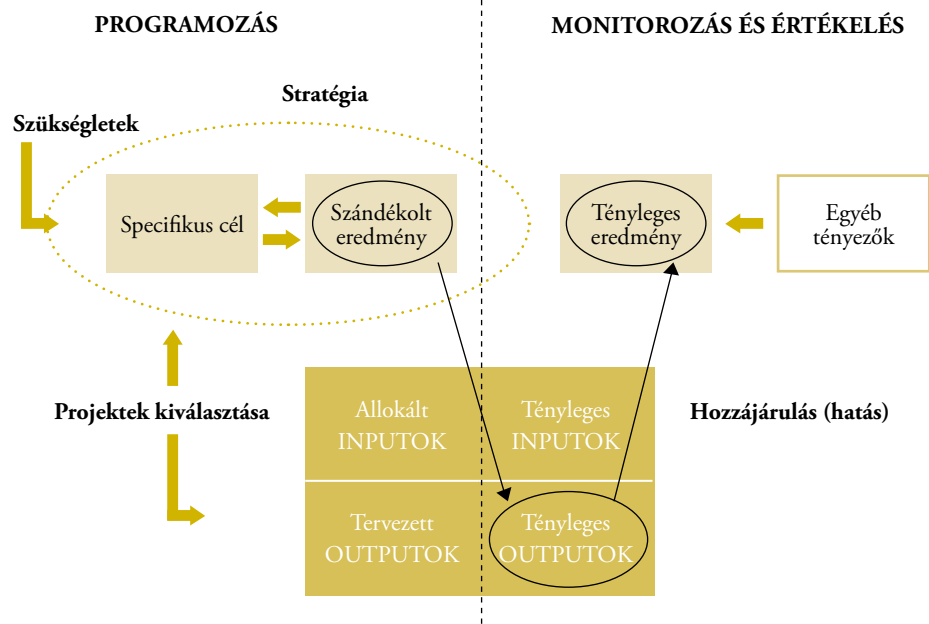 PROGRAMOZÁS
MONITOROZÁS ÉS ÉRTÉKELÉS
Stratégia
Szükségletek
Specifikus cél
Szándékolt
eredmény
Tényleges
eredmény
Egyéb
tényezők
Projektek kiválasztása
Allokált
INPUTOK
Tényleges
INPUTOK
Hozzájárulás (hatás)
Tervezett
OUTPUTOK
Tényleges
OUTPUTOK